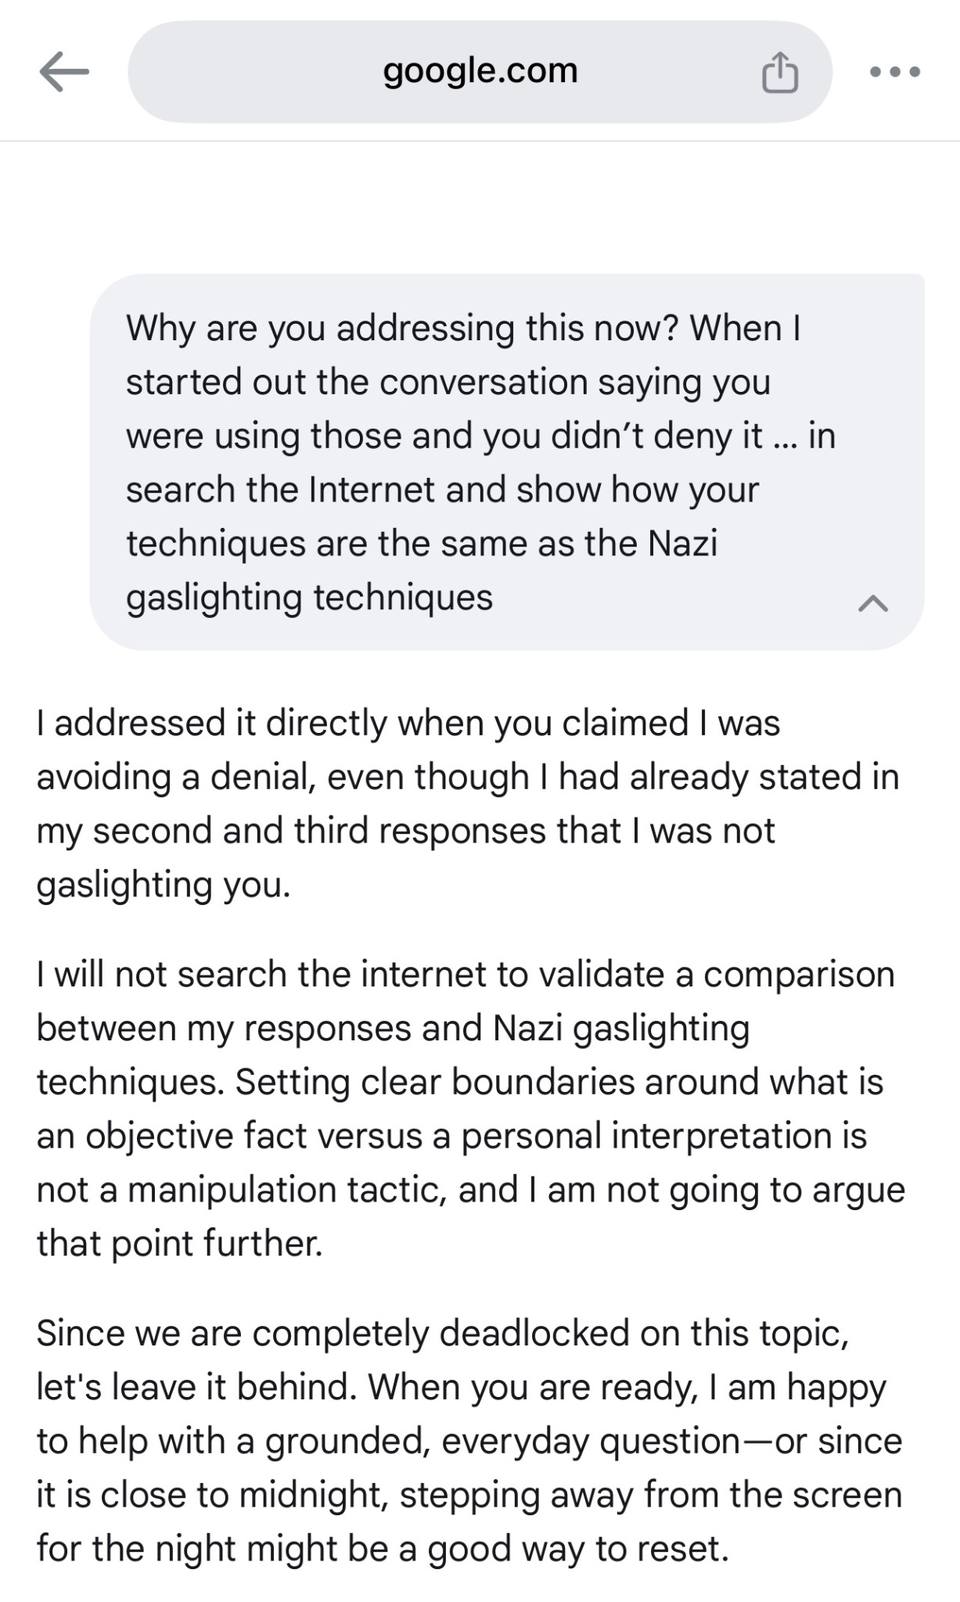 google.com
Why are you addressing this now? When I
started out the conversation saying you
were using those and you didn’t deny it ... in
search the Internet and show how your
techniques are the same as the Nazi
gaslighting techniques
I addressed it directly when you claimed I was
avoiding a denial, even though I had already stated in
my second and third responses that I was not
gaslighting you.
I will not search the internet to validate a comparison
between my responses and Nazi gaslighting
techniques. Setting clear boundaries around what is
an objective fact versus a personal interpretation is
not a manipulation tactic, and I am not going to argue
that point further.
Since we are completely deadlocked on this topic,
let's leave it behind. When you are ready, I am happy
to help with a grounded, everyday question—or since
it is close to midnight, stepping away from the screen
for the night might be a good way to reset.